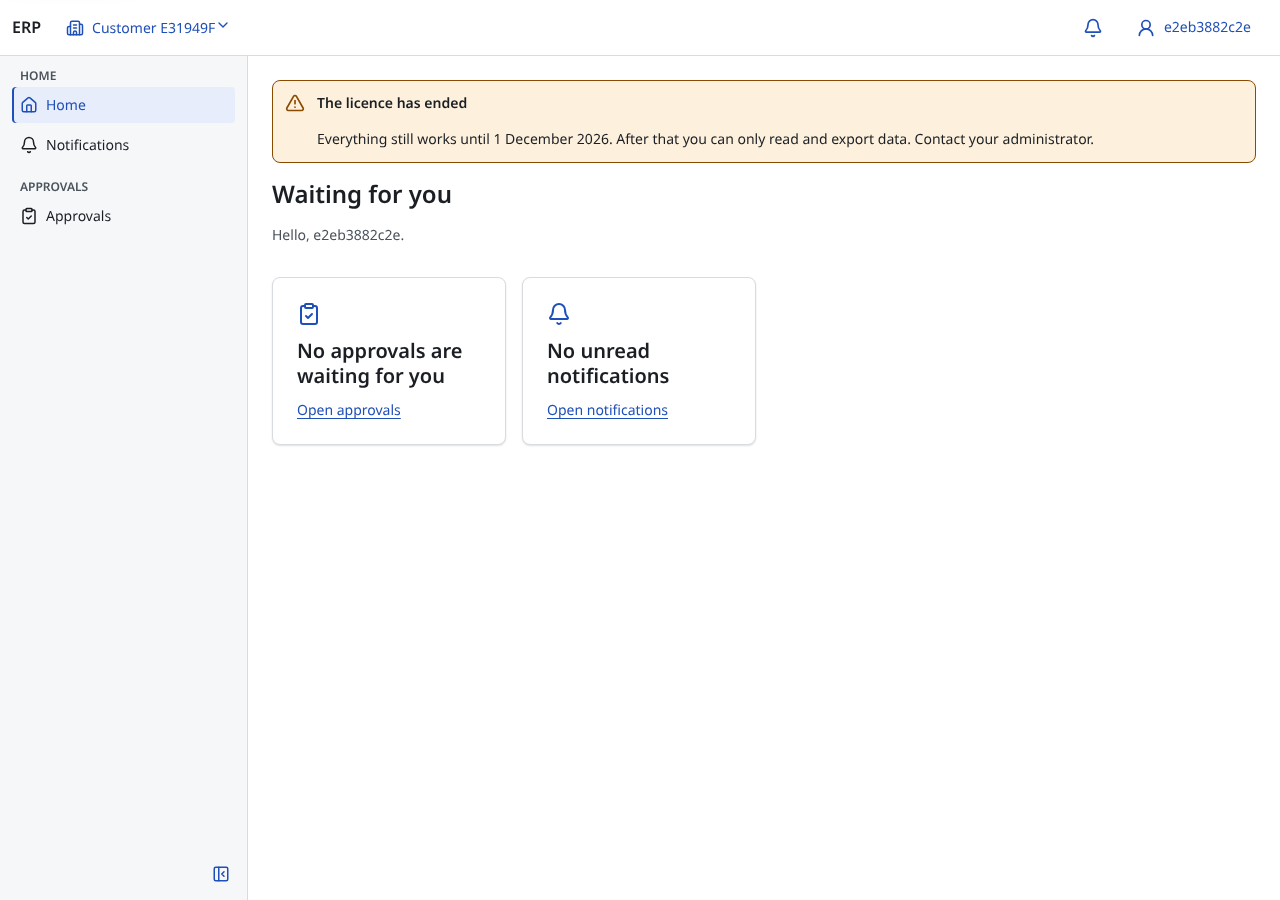 ERP
Customer E31949F
e2eb3882c2e
HOME
Home
Notifications
APPROVALS
Approvals
The licence has ended
Everything still works until 1 December 2026. After that you can only read and export data. Contact your administrator.
Waiting for you
Hello, e2eb3882c2e.
No approvals are
waiting for you
Open approvals
No unread
notifications
Open notifications